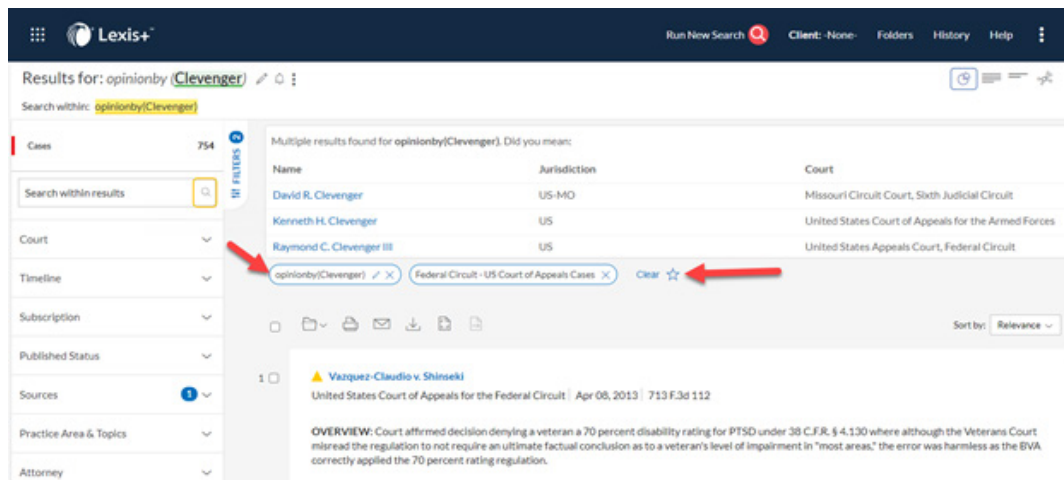 Lexis+
Run New Search
Client: -None-
Folders
History
Help
Results for: opinionby (Clevenger)
Search within: opinionby(Clevenger)
Cases 754
FILTERS 2
Search within results
Court
Timeline
Subscription
Published Status
Sources 1
Practice Area & Topics
Attorney
Multiple results found for opinionby(Clevenger). Did you mean:
Name Jurisdiction Court
David R. Clevenger US-MO Missouri Circuit Court, Sixth Judicial Circuit
Kenneth H. Clevenger US United States Court of Appeals for the Armed Forces
Raymond C. Clevenger III US United States Appeals Court, Federal Circuit
opinionby(Clevenger) Federal Circuit - US Court of Appeals Cases Clear
Sort by: Relevance
1 Vazquez-Claudio v. Shinseki
United States Court of Appeals for the Federal Circuit | Apr 08, 2013 | 713 F.3d 112
OVERVIEW: Court affirmed decision denying a veteran a 70 percent disability rating for PTSD under 38 C.F.R. § 4.130 where although the Veterans Court
misread the regulation to not require an ultimate factual conclusion as to a veteran's level of impairment in "most areas," the error was harmless as the BVA
correctly applied the 70 percent rating regulation.